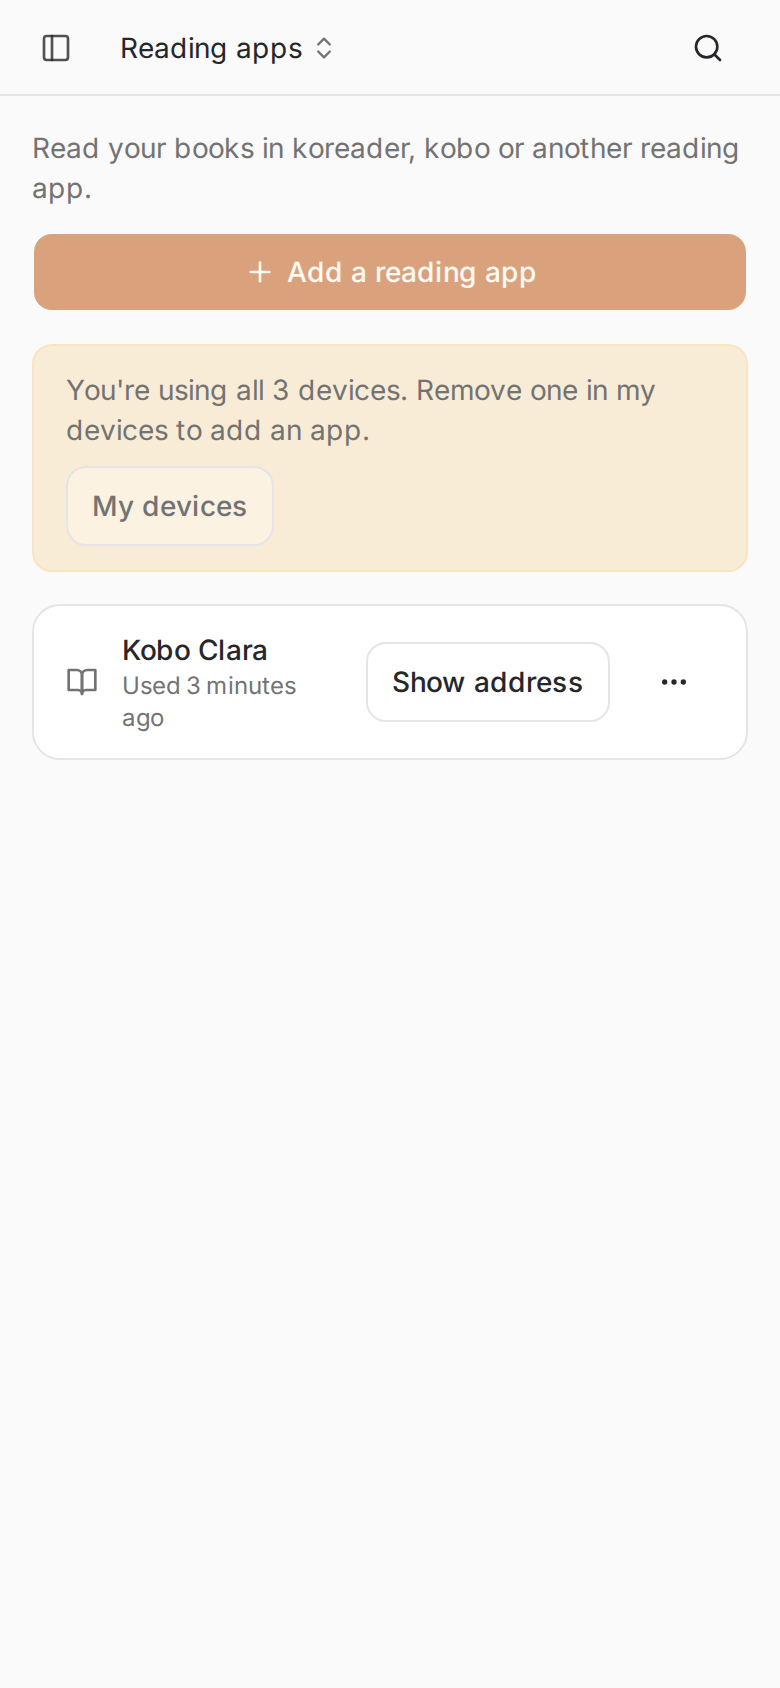 Reading apps
Read your books in koreader, kobo or another reading
app.
Add a reading app
You're using all 3 devices. Remove one in my
devices to add an app.
My devices
Kobo Clara
Used 3 minutes
ago
Show address